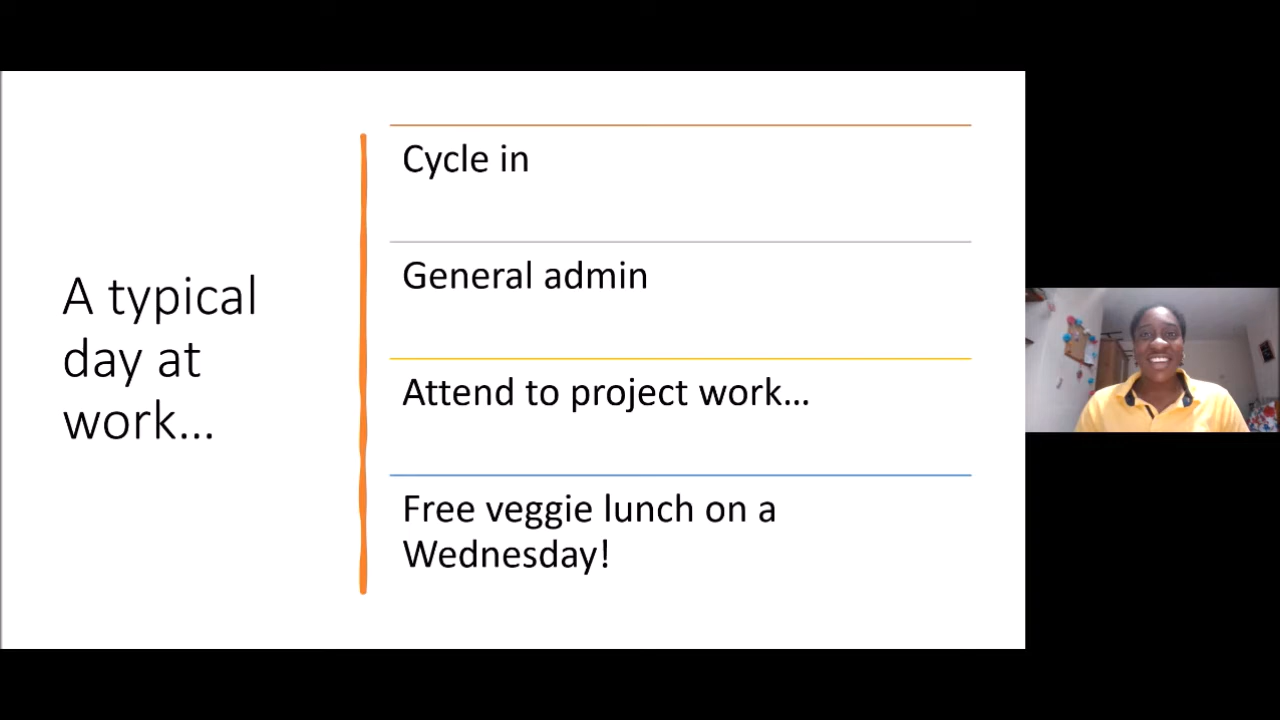 A typical
day at
work...
Cycle in
General admin
Attend to project work...
Free veggie lunch on a
Wednesday!